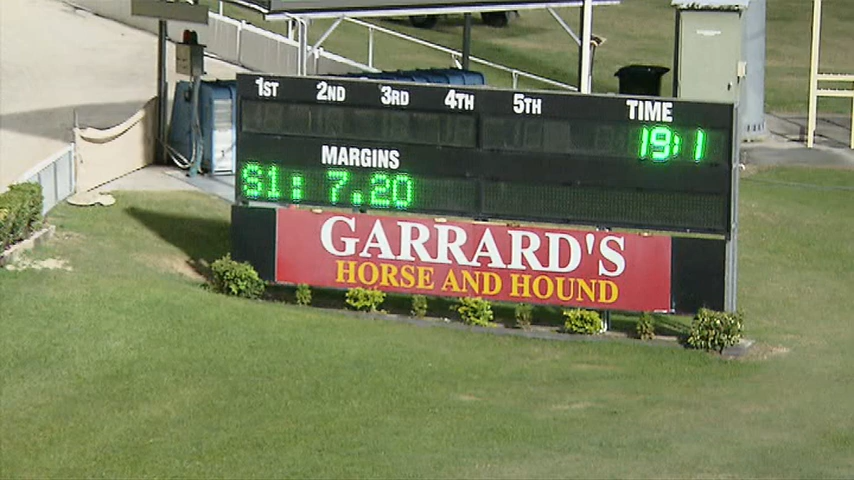 1ST 2ND 3RD 4TH 5TH TIME
19:1
MARGINS
S1: 7.20
GARRARD'S
HORSE AND HOUND